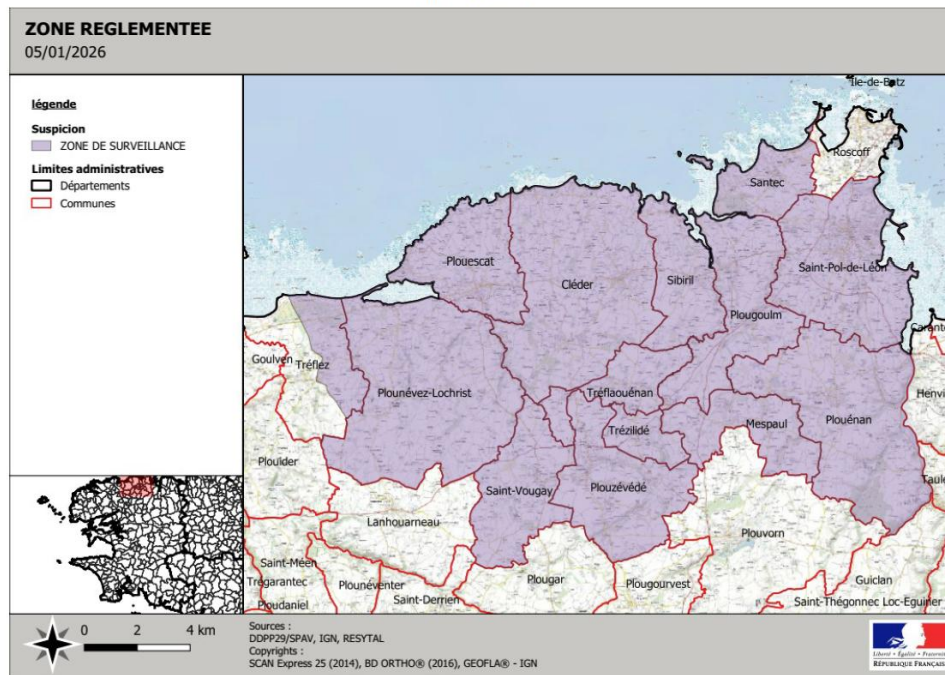 ZONE REGLEMENTEE
05/01/2026
légende
Suspicion
ZONE DE SURVEILLANCE
Limites administratives
Départements
Communes
Île-de-Batz
Roscoff
Santec
Plouescat
Cléder
Sibiril
Saint-Pol-de-Léon
Plougoulm
Carante
Goulven
Tréflez
Plounévez-Lochrist
Tréflaouénan
Henvi
Trézilidé
Mespaul
Plouénan
Plouider
Taulé
Saint-Vougay
Plouzévédé
Lanhouarneau
Plouvorn
Saint-Méen
Trégarantec
Plounéventer
Plougar
Plougourvest
Guiclan
Ploudaniel
Saint-Derrien
Saint-Thégonnec Loc-Eguiner
0 2 4 km
Sources :
DDPP29/SPAV, IGN, RESYTAL
Copyrights :
SCAN Express 25 (2014), BD ORTHO® (2016), GEOFLA® - IGN
Liberté • Égalité • Fraternité
RÉPUBLIQUE FRANÇAISE